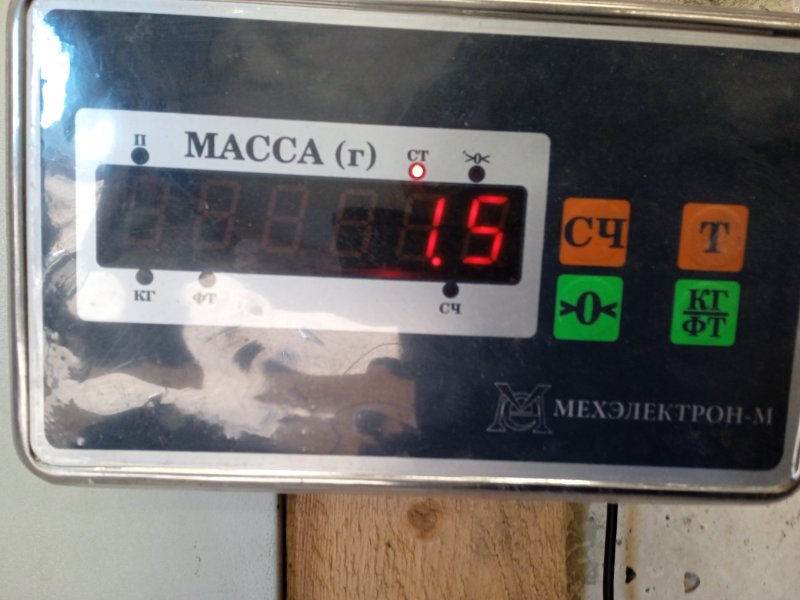 П
МАССА (г)
СТ
>0<
1.5
КГ
ФТ
СЧ
СЧ
Т
>0<
КГ
ФТ
МЕХЭЛЕКТРОН-М